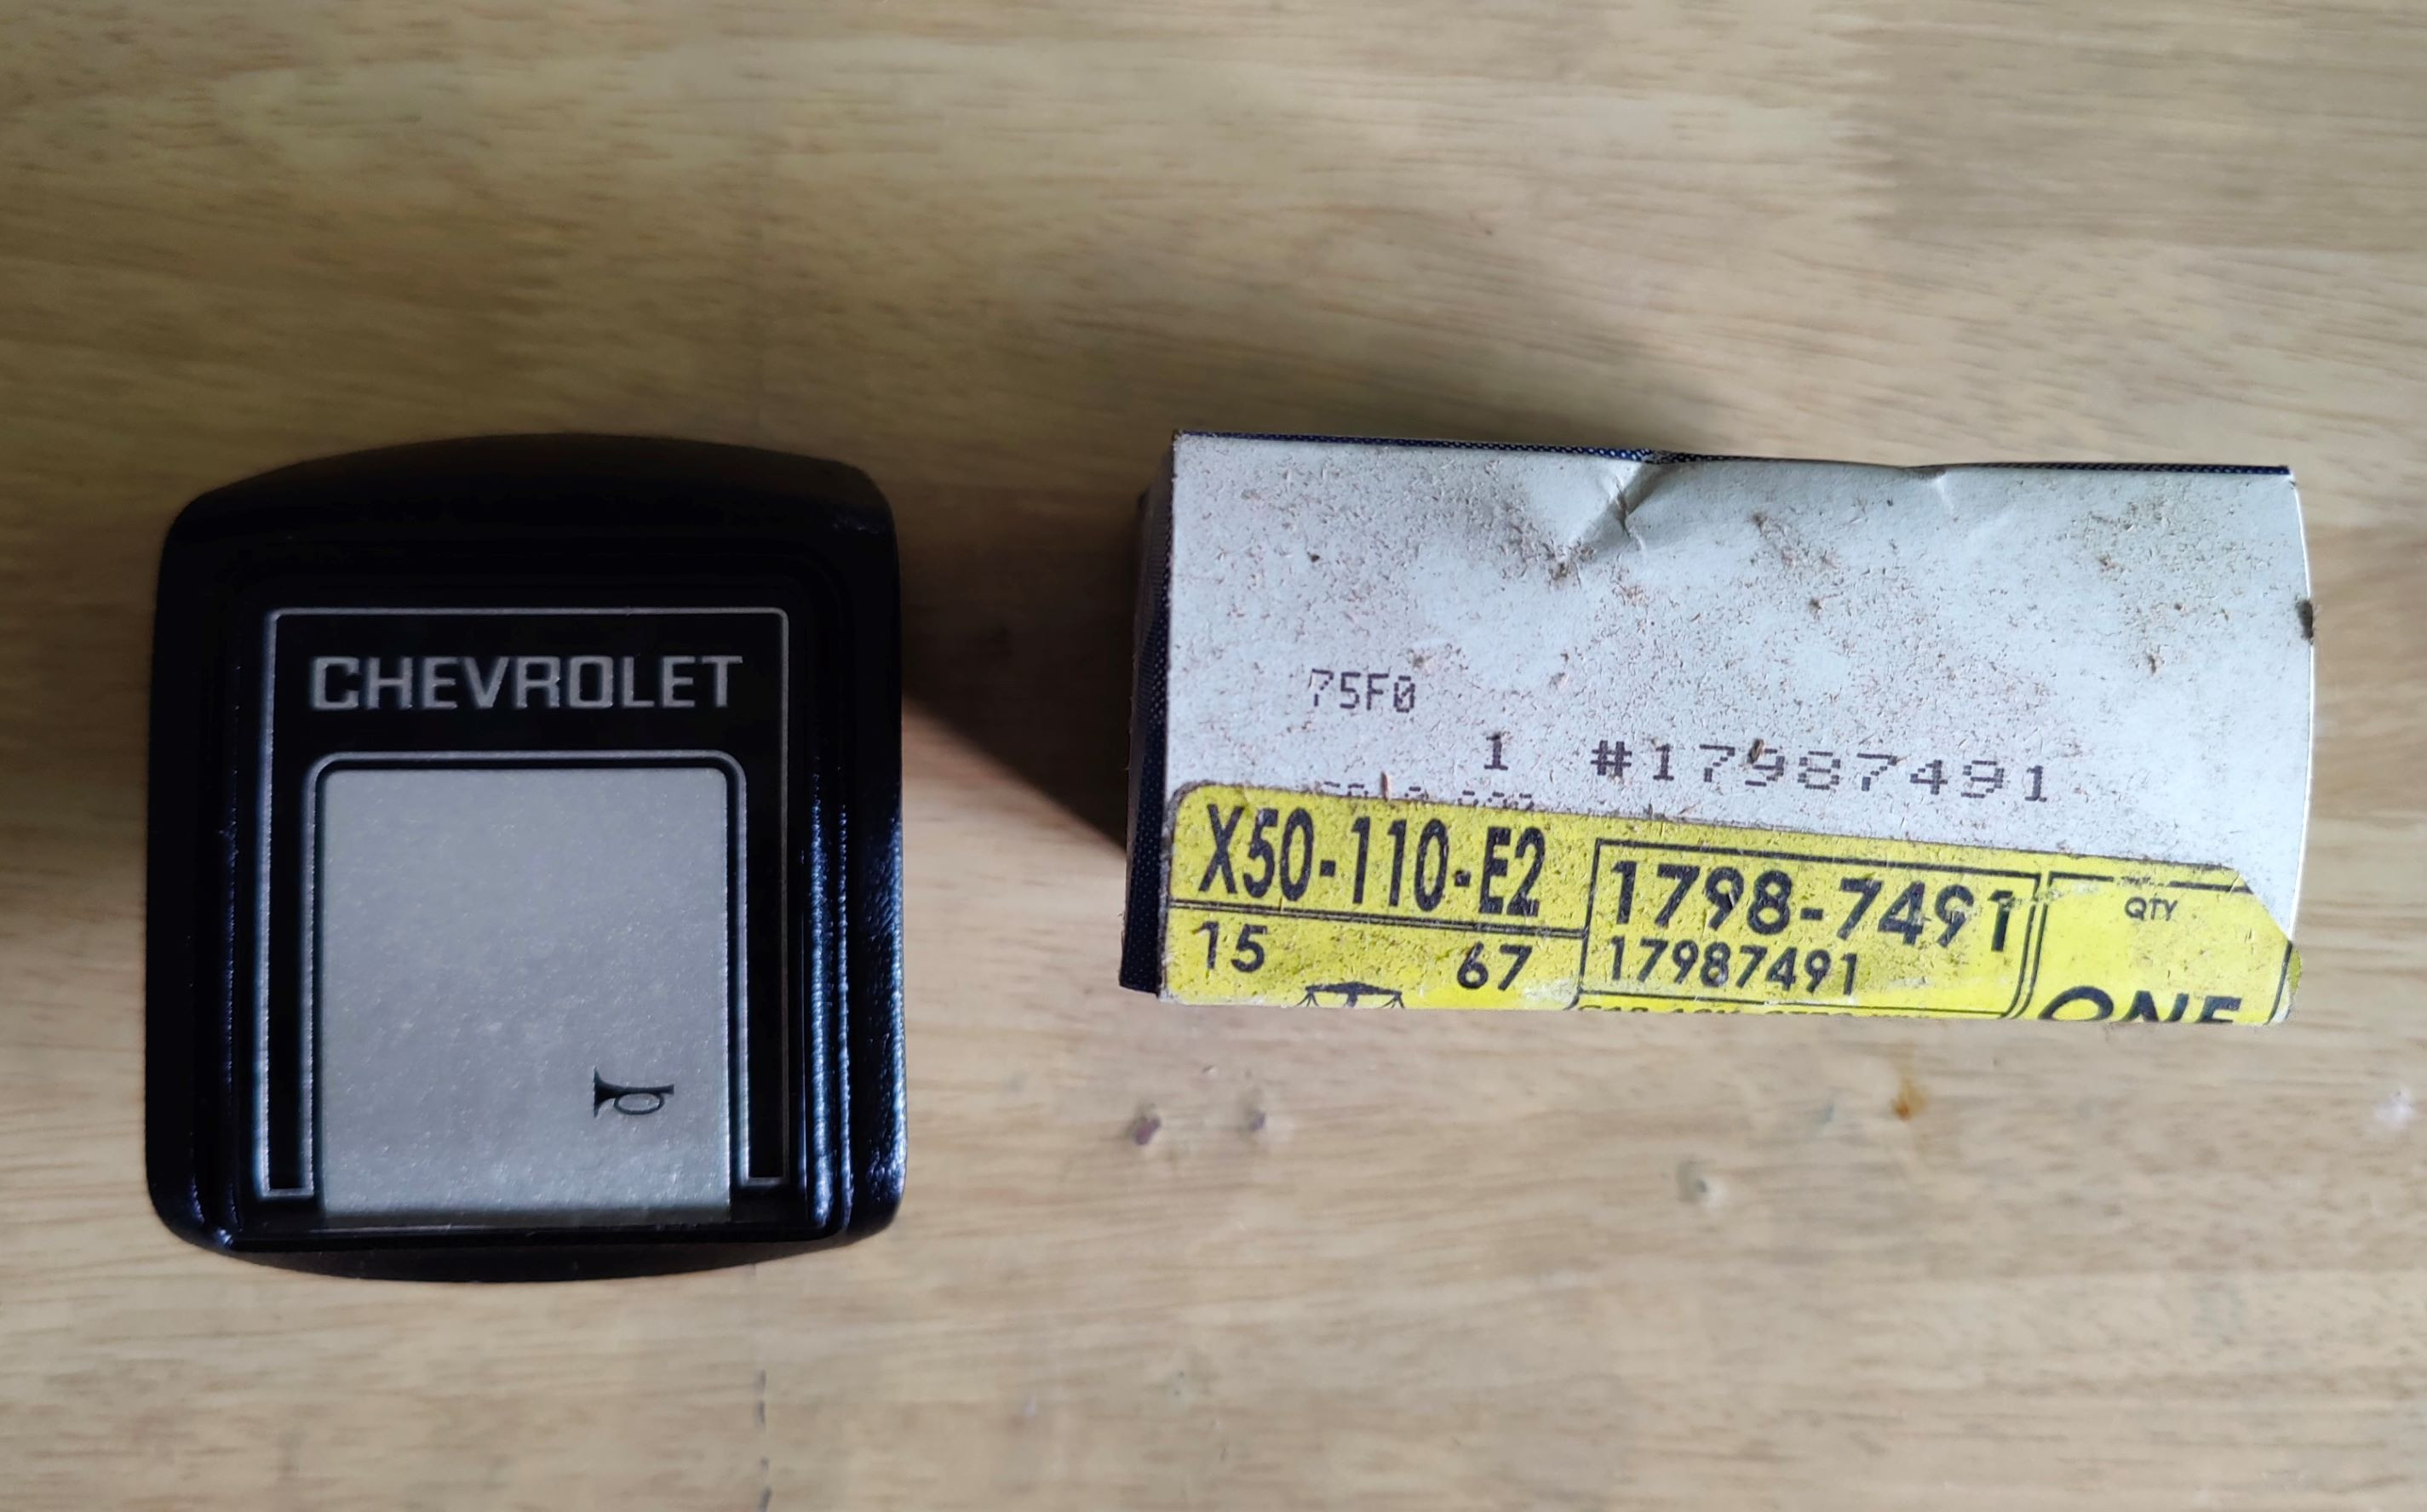 CHEVROLET
75F0
1 #17987491
X50-110-E2
1798-7491
QTY
15 67
17987491
ONE